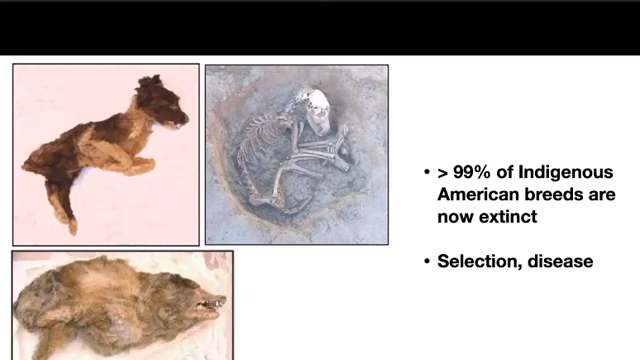 • > 99% of Indigenous
American breeds are
now extinct
• Selection, disease